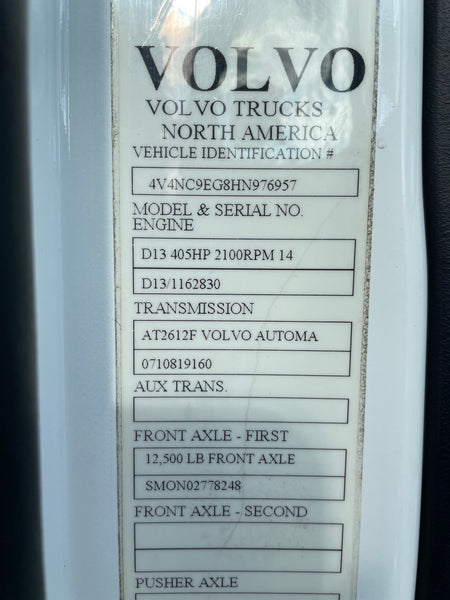 VOLVO
VOLVO TRUCKS
NORTH AMERICA
VEHICLE IDENTIFICATION #
4V4NC9EG8HN976957
MODEL & SERIAL NO.
ENGINE
D13 405HP 2100RPM 14
D13/1162830
TRANSMISSION
AT2612F VOLVO AUTOMA
0710819160
AUX TRANS.
FRONT AXLE - FIRST
12,500 LB FRONT AXLE
SMON02778248
FRONT AXLE - SECOND
PUSHER AXLE